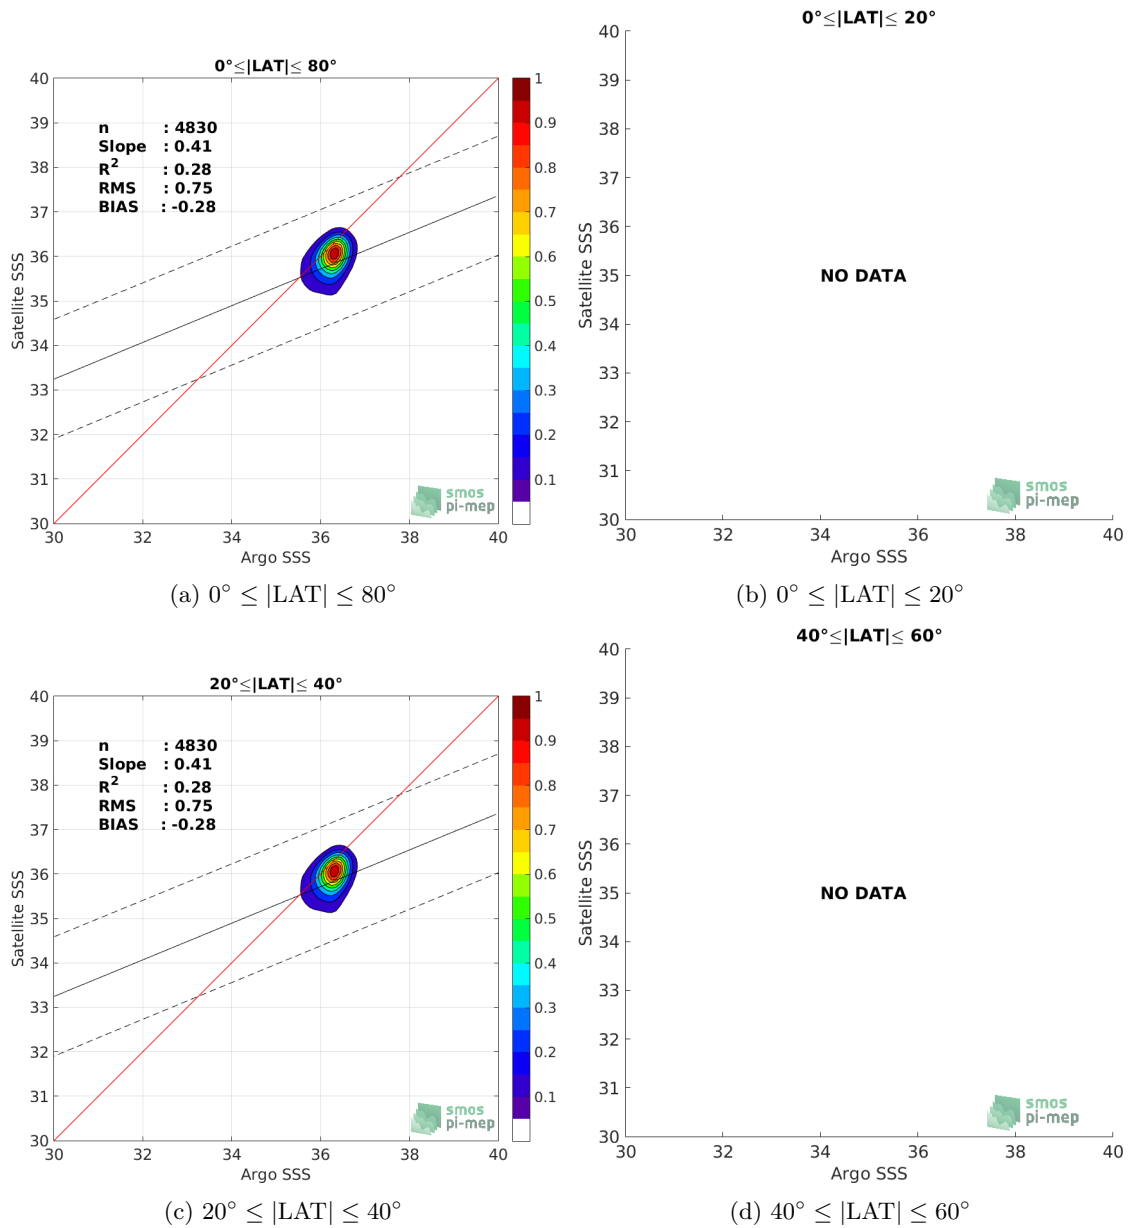 0°≤|LAT|≤ 80°
40
39
38
37
36
35
34
33
32
31
30
n : 4830
Slope : 0.41
R² : 0.28
RMS : 0.75
BIAS : -0.28
Satellite SSS
smos
pi-mep
30 32 34 36 38 40
Argo SSS
1
0.9
0.8
0.7
0.6
0.5
0.4
0.3
0.2
0.1
(a) 0° ≤ |LAT| ≤ 80°
0°≤|LAT|≤ 20°
40
39
38
37
36
35
34
33
32
31
30
Satellite SSS
NO DATA
smos
pi-mep
30 32 34 36 38 40
Argo SSS
(b) 0° ≤ |LAT| ≤ 20°
20°≤|LAT|≤ 40°
40
39
38
37
36
35
34
33
32
31
30
n : 4830
Slope : 0.41
R² : 0.28
RMS : 0.75
BIAS : -0.28
Satellite SSS
smos
pi-mep
30 32 34 36 38 40
Argo SSS
1
0.9
0.8
0.7
0.6
0.5
0.4
0.3
0.2
0.1
(c) 20° ≤ |LAT| ≤ 40°
40°≤|LAT|≤ 60°
40
39
38
37
36
35
34
33
32
31
30
Satellite SSS
NO DATA
smos
pi-mep
30 32 34 36 38 40
Argo SSS
(d) 40° ≤ |LAT| ≤ 60°